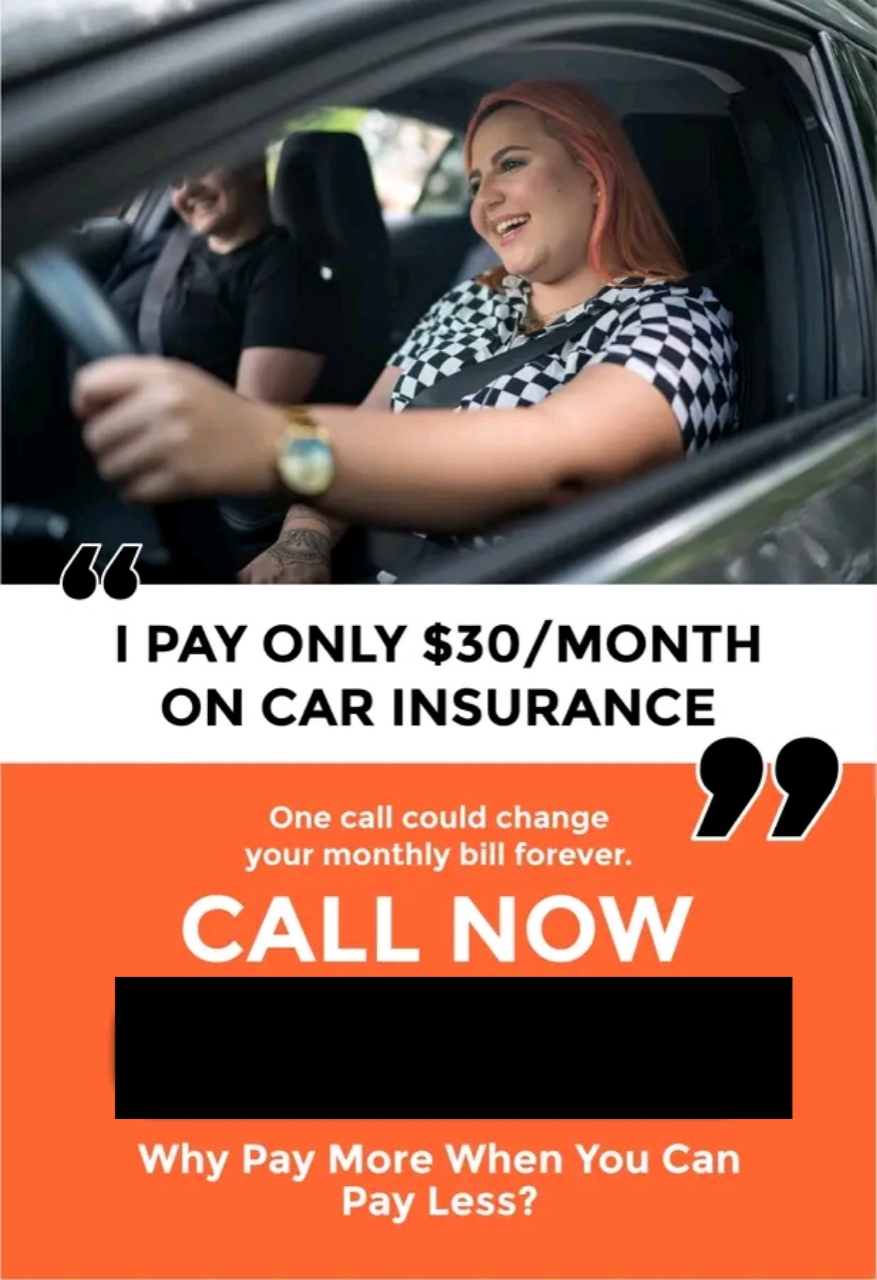 “
I PAY ONLY $30/MONTH
ON CAR INSURANCE
”
One call could change
your monthly bill forever.
CALL NOW
Why Pay More When You Can
Pay Less?